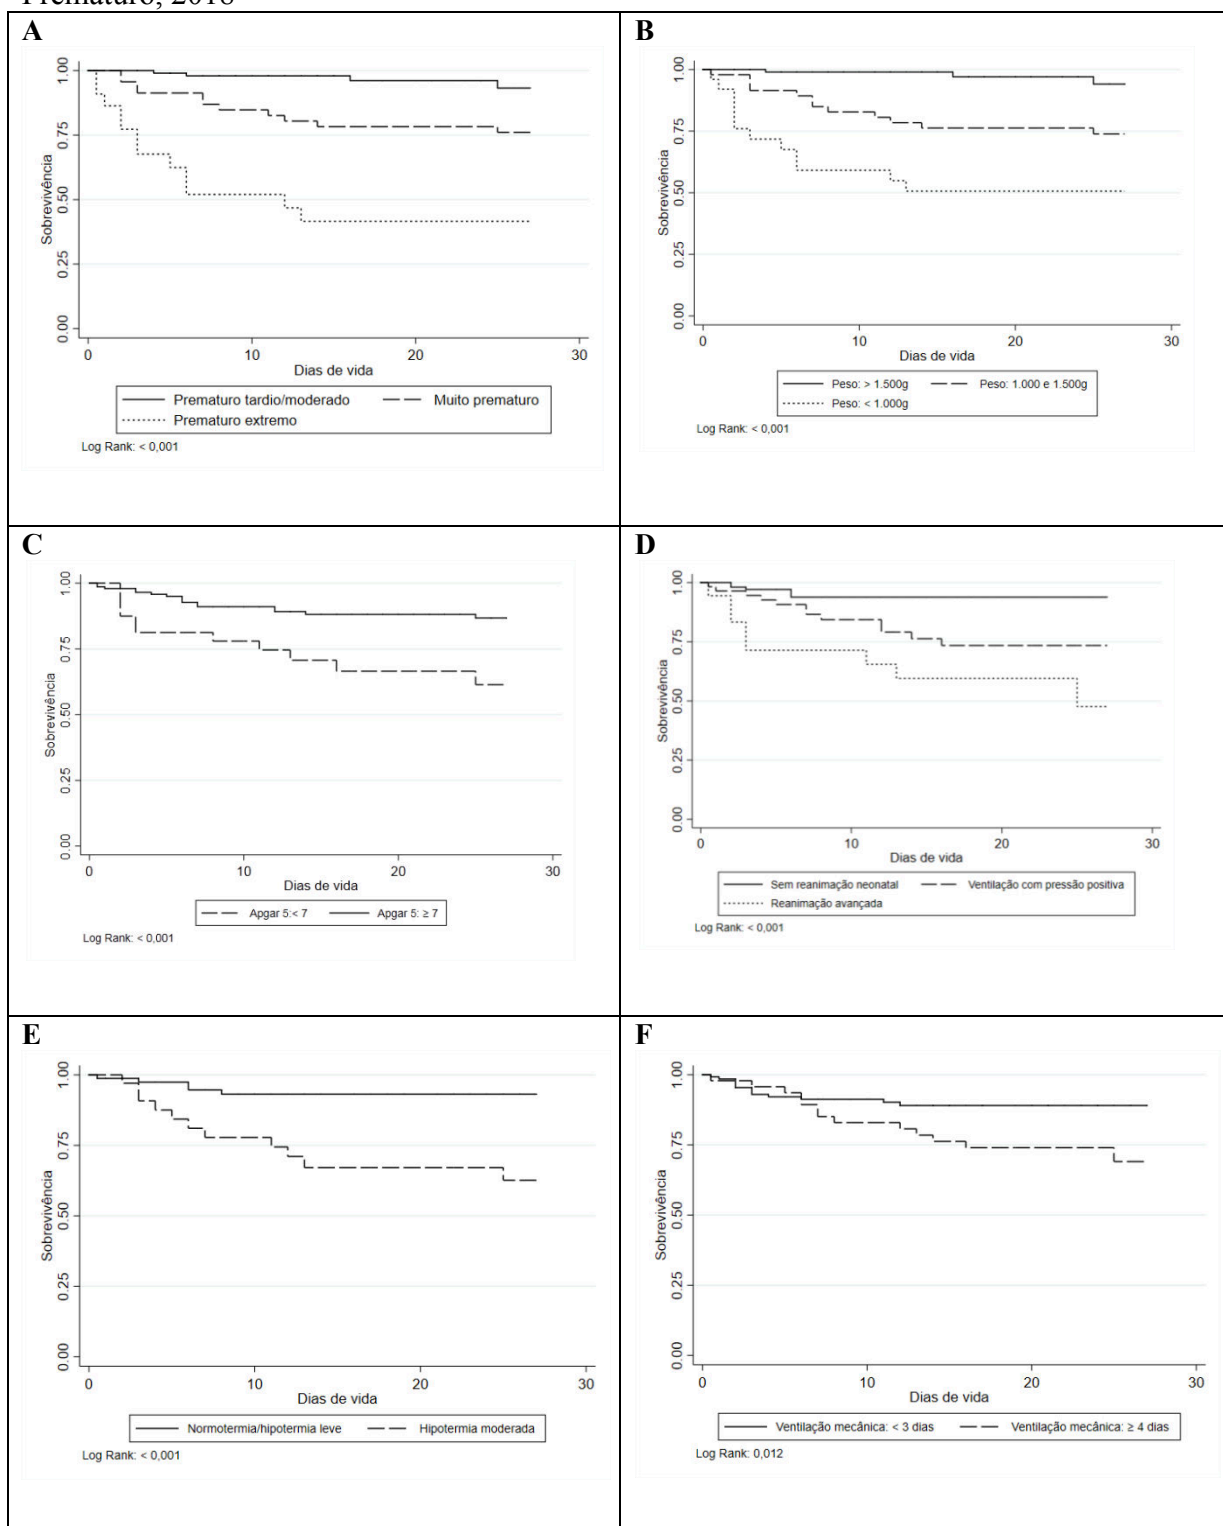 Prematuro, 2018
A
Sobrevivência
1.00
0.75
0.50
0.25
0.00
0
10
20
30
Dias de vida
Prematuro tardio/moderado
Muito prematuro
Prematuro extremo
Log Rank: < 0,001
B
Sobrevivência
1.00
0.75
0.50
0.25
0.00
0
10
20
30
Dias de vida
Peso: > 1.500g
Peso: 1.000 e 1.500g
Peso: < 1.000g
Log Rank: < 0,001
C
Sobrevivência
1.00
0.75
0.50
0.25
0.00
0
10
20
30
Dias de vida
Apgar 5:< 7
Apgar 5: ≥ 7
Log Rank: < 0,001
D
Sobrevivência
1.00
0.75
0.50
0.25
0.00
0
10
20
30
Dias de vida
Sem reanimação neonatal
Ventilação com pressão positiva
Reanimação avançada
Log Rank: < 0,001
E
Sobrevivência
1.00
0.75
0.50
0.25
0.00
0
10
20
30
Dias de vida
Normotermia/hipotermia leve
Hipotermia moderada
Log Rank: < 0,001
F
Sobrevivência
1.00
0.75
0.50
0.25
0.00
0
10
20
30
Dias de vida
Ventilação mecânica: < 3 dias
Ventilação mecânica: ≥ 4 dias
Log Rank: 0,012